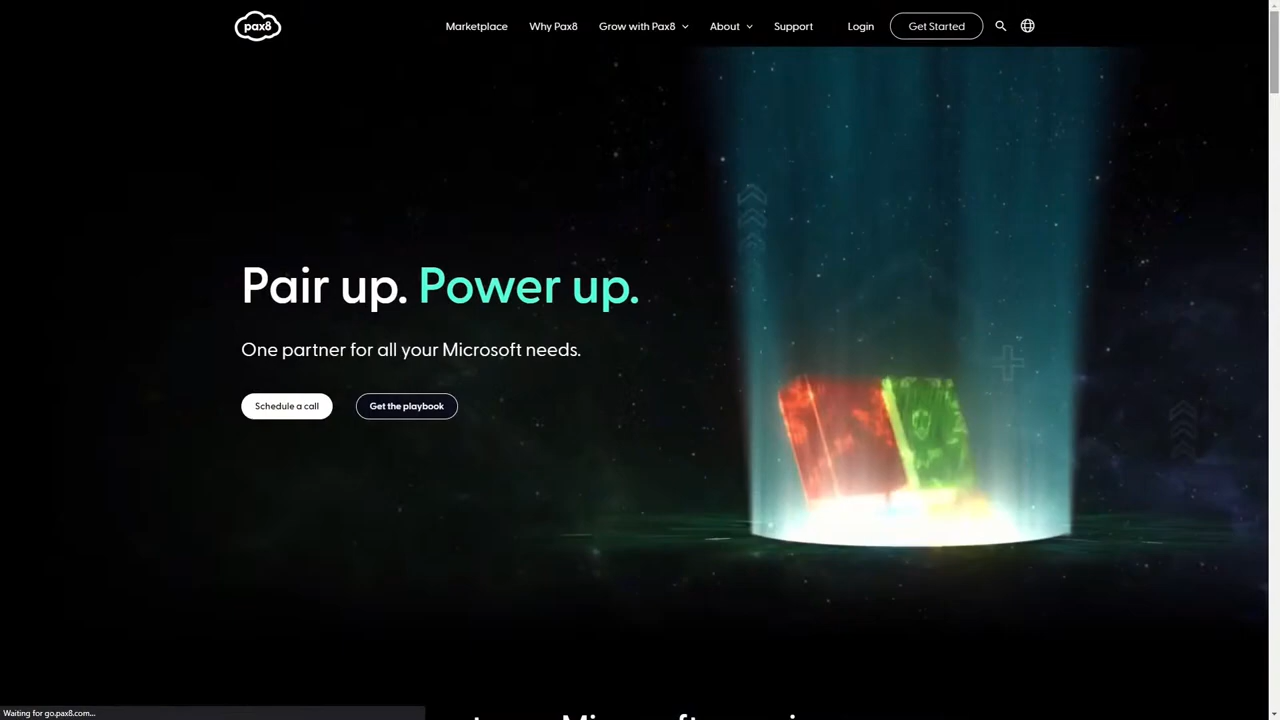 pax8
Marketplace
Why Pax8
Grow with Pax8
About
Support
Login
Get Started
Pair up. Power up.
One partner for all your Microsoft needs.
Schedule a call
Get the playbook
Waiting for go.pax8.com...